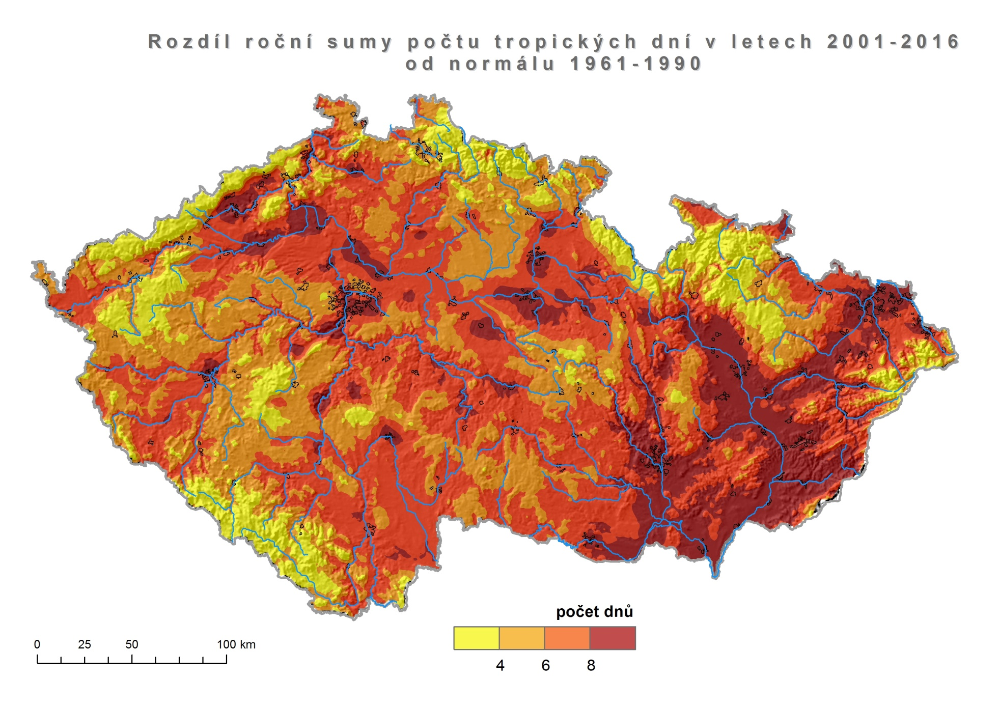 Rozdíl roční sumy počtu tropických dní v letech 2001-2016
od normálu 1961-1990
počet dnů
4 6 8
0 25 50 100 km